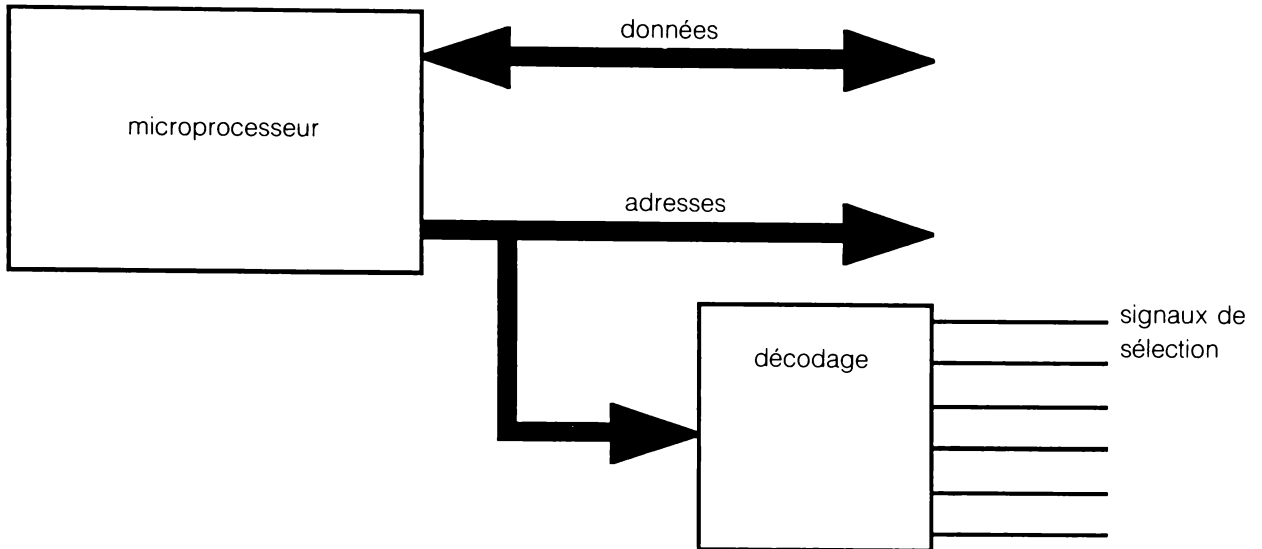 données
microprocesseur
adresses
signaux de
sélection
décodage